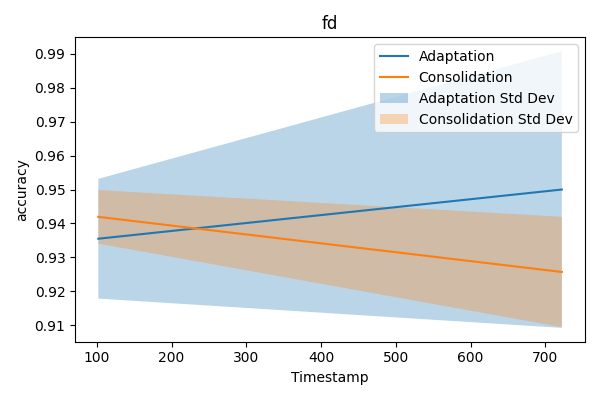 fd
0.99
0.98
0.97
0.96
0.95
0.94
0.93
0.92
0.91
accuracy
Adaptation
Consolidation
Adaptation Std Dev
Consolidation Std Dev
100 200 300 400 500 600 700
Timestamp